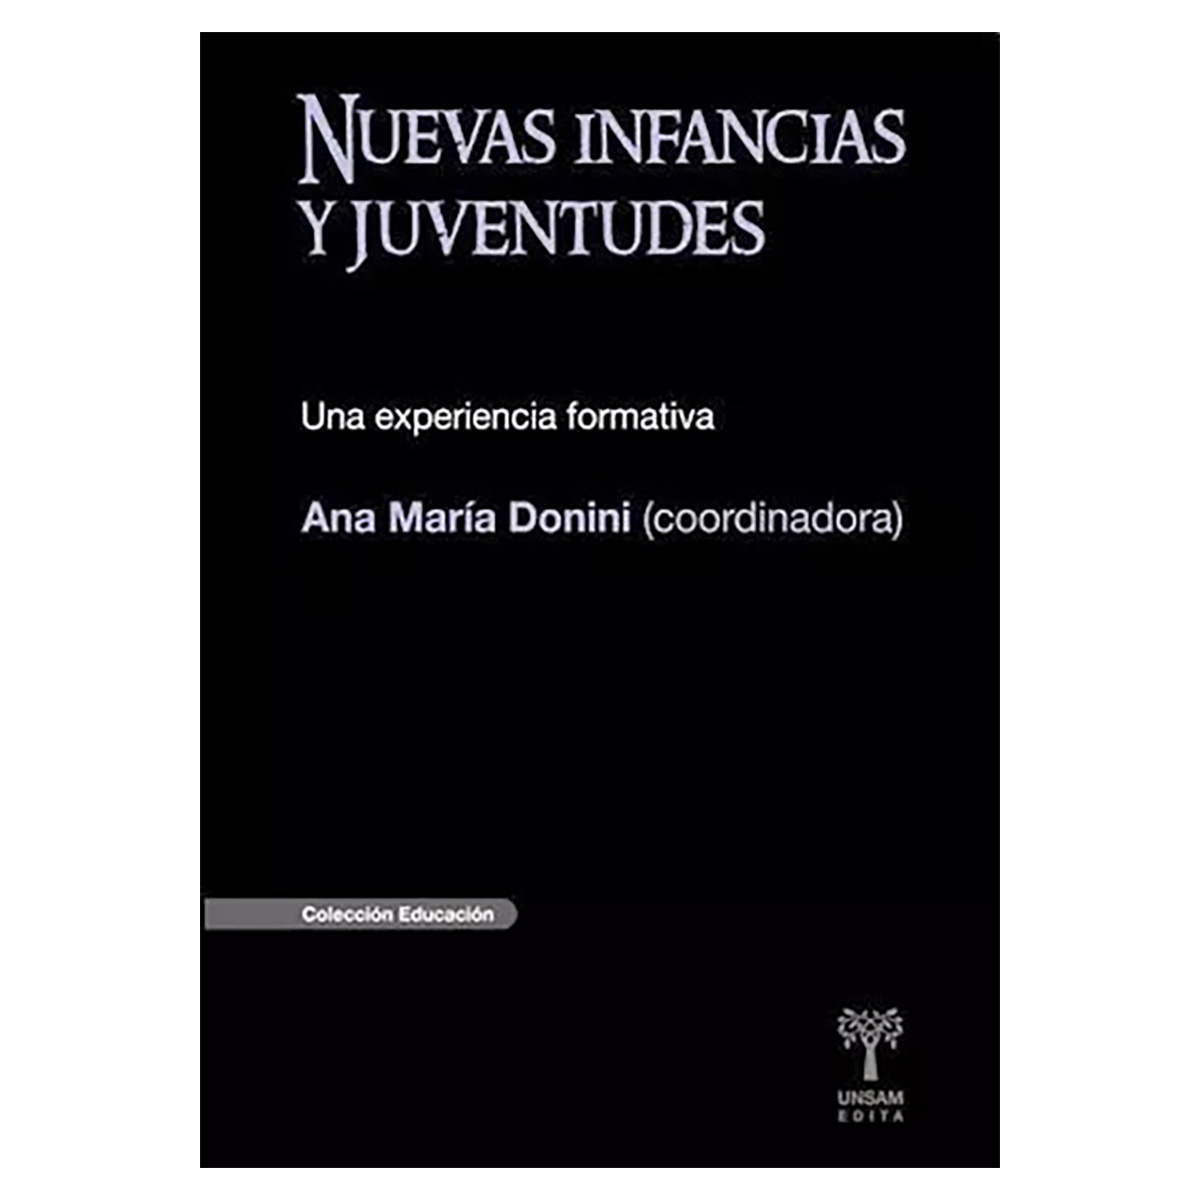 NUEVAS INFANCIAS
Y JUVENTUDES
Una experiencia formativa
Ana María Donini (coordinadora)
Colección Educación
UNSAM
EDITA